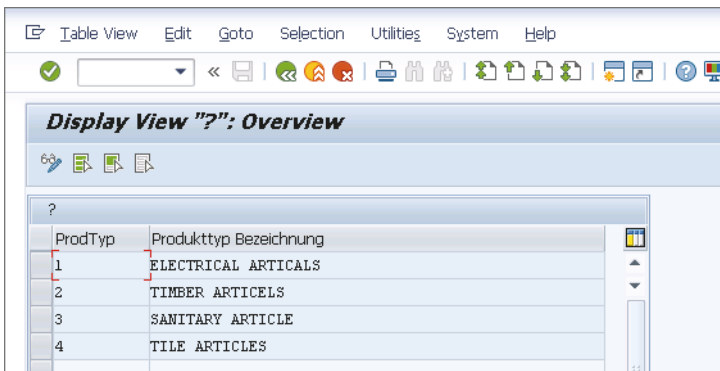 Table View Edit Goto Selection Utilities System Help
Display View "?": Overview
?
ProdTyp Produkttyp Bezeichnung
1 ELECTRICAL ARTICALS
2 TIMBER ARTICELS
3 SANITARY ARTICLE
4 TILE ARTICLES